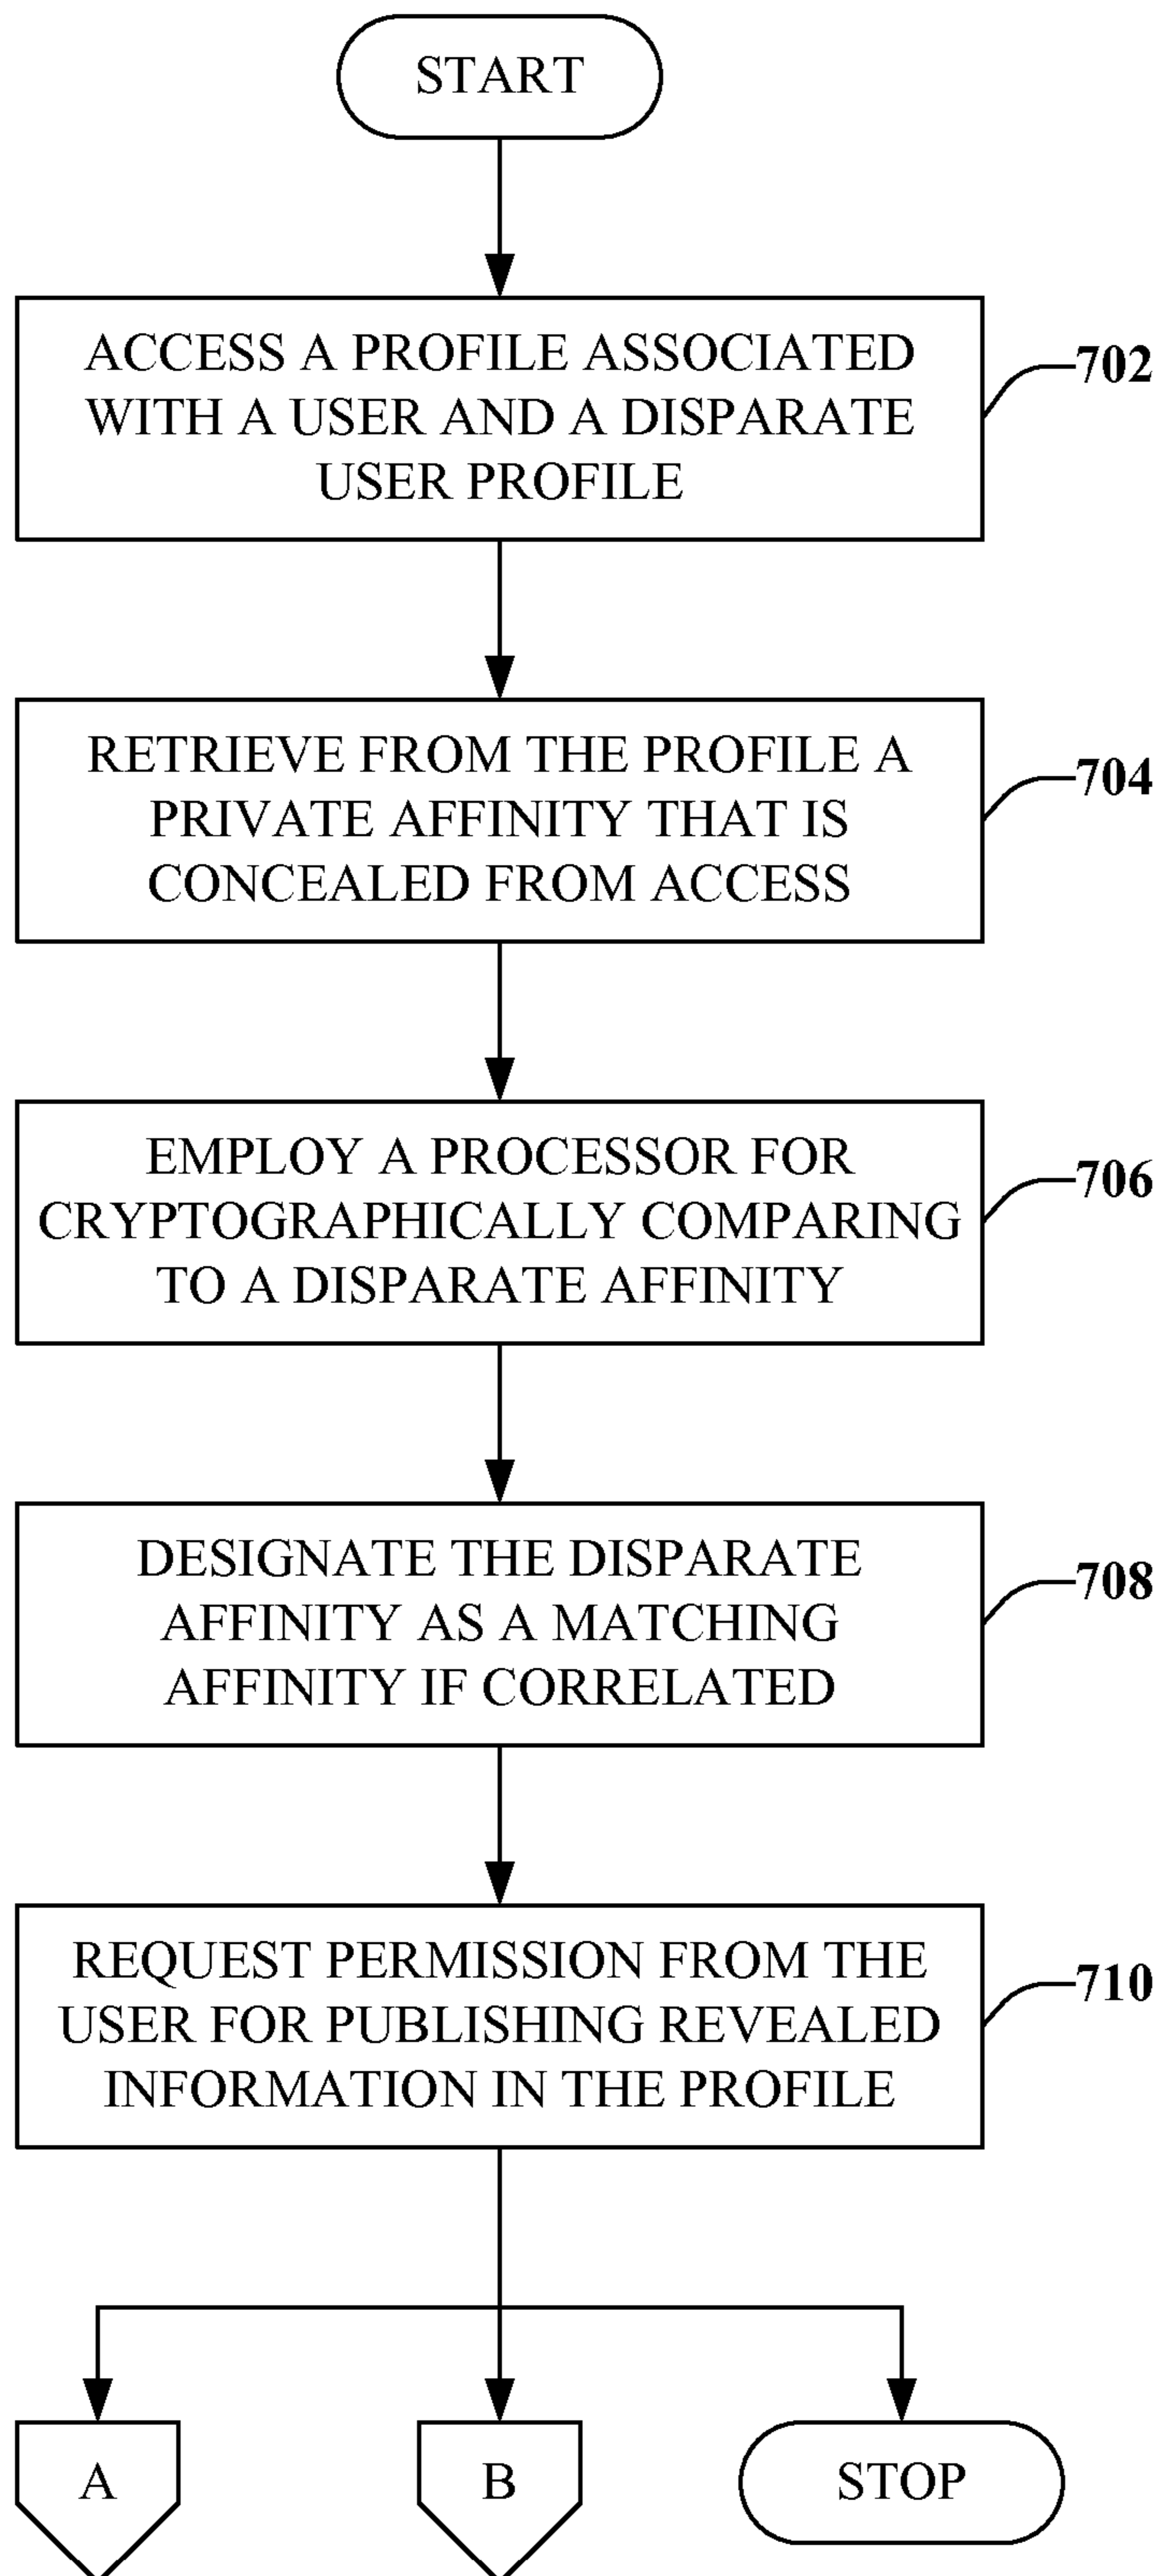 START
ACCESS A PROFILE ASSOCIATED
WITH A USER AND A DISPARATE
USER PROFILE
702
RETRIEVE FROM THE PROFILE A
PRIVATE AFFINITY THAT IS
CONCEALED FROM ACCESS
704
EMPLOY A PROCESSOR FOR
CRYPTOGRAPHICALLY COMPARING
TO A DISPARATE AFFINITY
706
DESIGNATE THE DISPARATE
AFFINITY AS A MATCHING
AFFINITY IF CORRELATED
708
REQUEST PERMISSION FROM THE
USER FOR PUBLISHING REVEALED
INFORMATION IN THE PROFILE
710
A
B
STOP